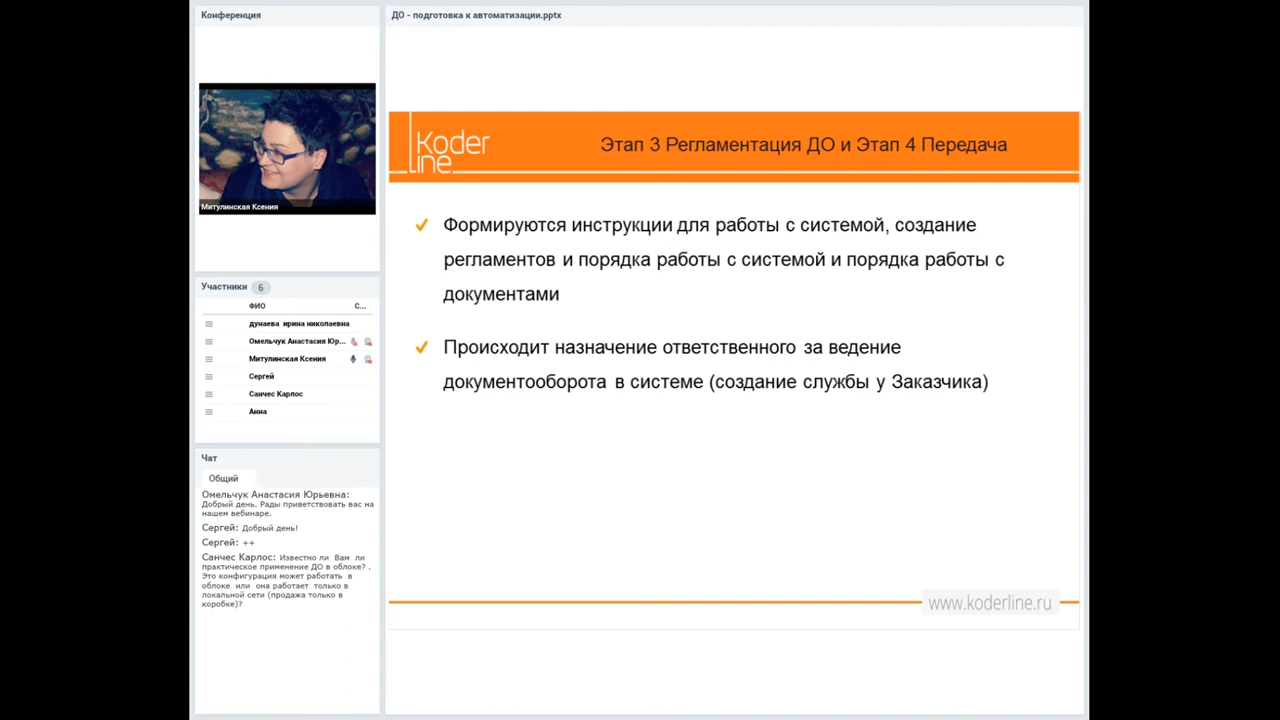 Конференция
Митулинская Ксения
Участники 6
ФИО С...
дунаева ирина николаевна
Омельчук Анастасия Юр...
Митулинская Ксения
Сергей
Санчес Карлос
Анна
Чат
Общий
Омельчук Анастасия Юрьевна:
Добрый день. Рады приветствовать вас на
нашем вебинаре.
Сергей: Добрый день!
Сергей: ++
Санчес Карлос: Известно ли Вам ли
практическое применение ДО в облоке? .
Это конфигурация может работать в
облоке или она работает только в
локальной сети (продажа только в
коробке)?
ДО - подготовка к автоматизации.pptx
Koder
line
Этап 3 Регламентация ДО и Этап 4 Передача
Формируются инструкции для работы с системой, создание
регламентов и порядка работы с системой и порядка работы с
документами
Происходит назначение ответственного за ведение
документооборота в системе (создание службы у Заказчика)
www.koderline.ru